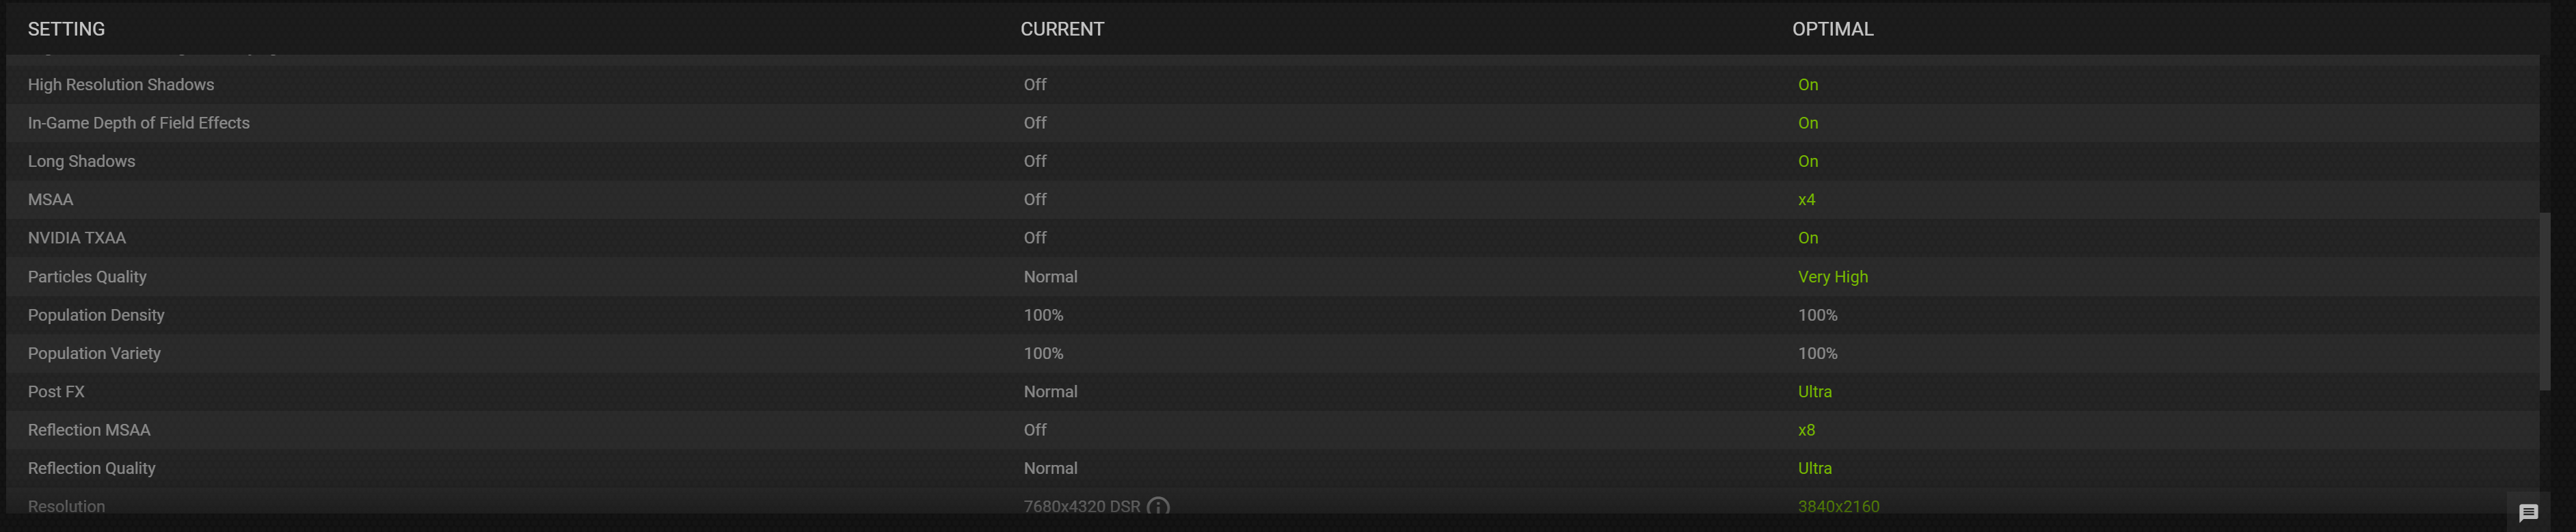 SETTING CURRENT OPTIMAL
High Resolution Shadows Off On
In-Game Depth of Field Effects Off On
Long Shadows Off On
MSAA Off x4
NVIDIA TXAA Off On
Particles Quality Normal Very High
Population Density 100% 100%
Population Variety 100% 100%
Post FX Normal Ultra
Reflection MSAA Off x8
Reflection Quality Normal Ultra
Resolution 7680x4320 DSR 3840x2160